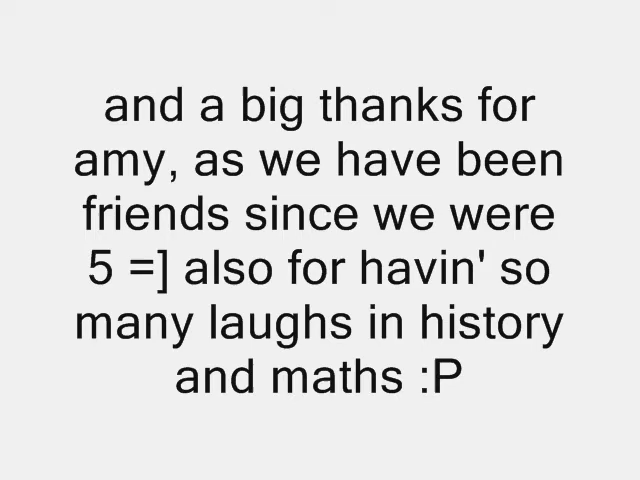 and a big thanks for
amy, as we have been
friends since we were
5 =] also for havin' so
many laughs in history
and maths :P